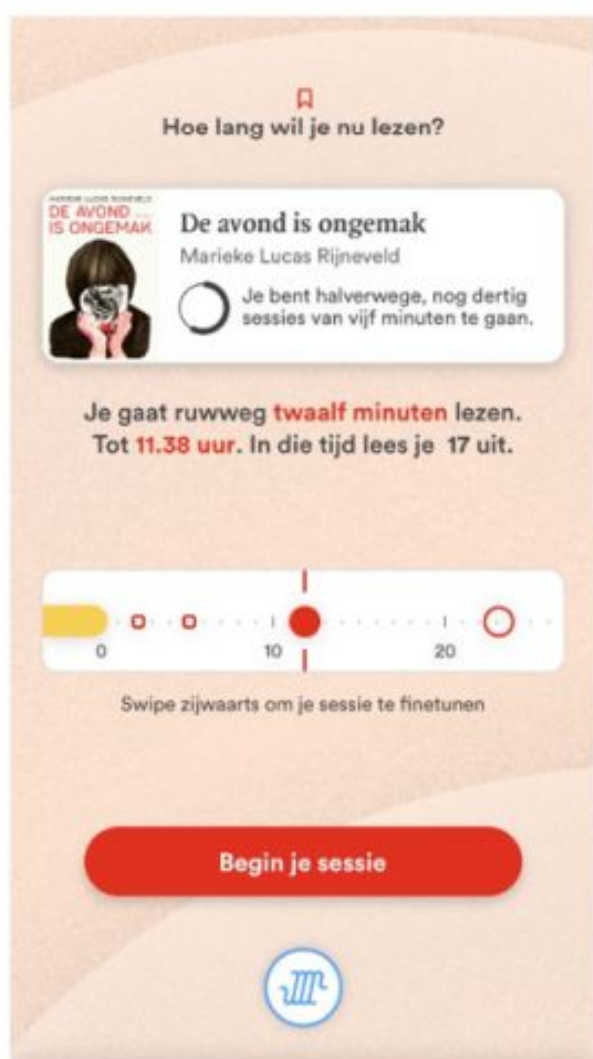 Hoe lang wil je nu lezen?
MARIEKE LUCAS RIJNEVELD
DE AVOND
IS ONGEMAK
De avond is ongemak
Marieke Lucas Rijneveld
Je bent halverwege, nog dertig
sessies van vijf minuten te gaan.
Je gaat ruwweg twaalf minuten lezen.
Tot 11.38 uur. In die tijd lees je 17 uit.
0 10 20
Swipe zijwaarts om je sessie te finetunen
Begin je sessie